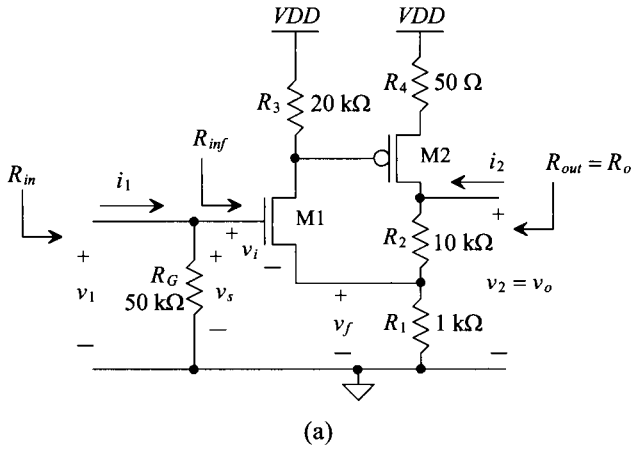 VDD VDD
R3 20 kΩ R4 50 Ω
Rinf M2 i2 Rout = Ro
Rin i1 M1
+ + + vi − R2 10 kΩ +
v1 RG 50 kΩ vs + v2 = vo
− − vf R1 1 kΩ −
−
(a)